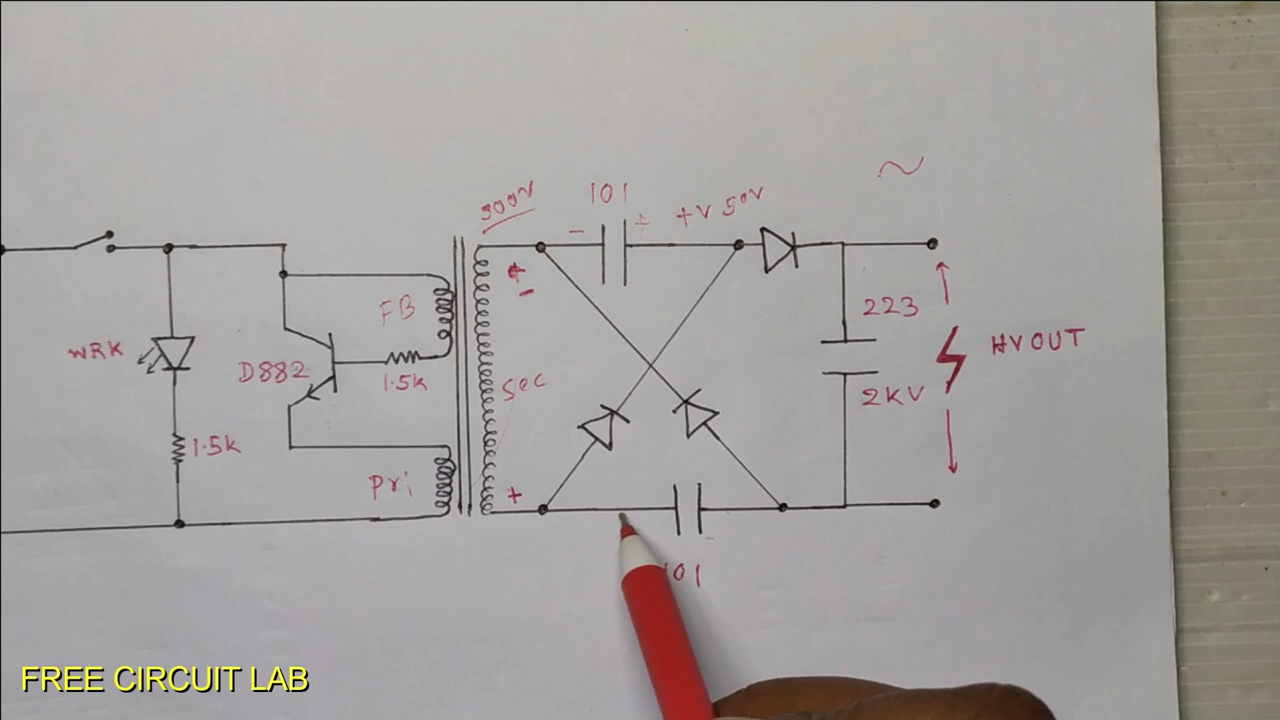 300V
101
- +
+V 50V
223
2KV
HV OUT
WRK
FB
D882
1.5K
1.5K
Sec
Pri
+
-
+
101
FREE CIRCUIT LAB